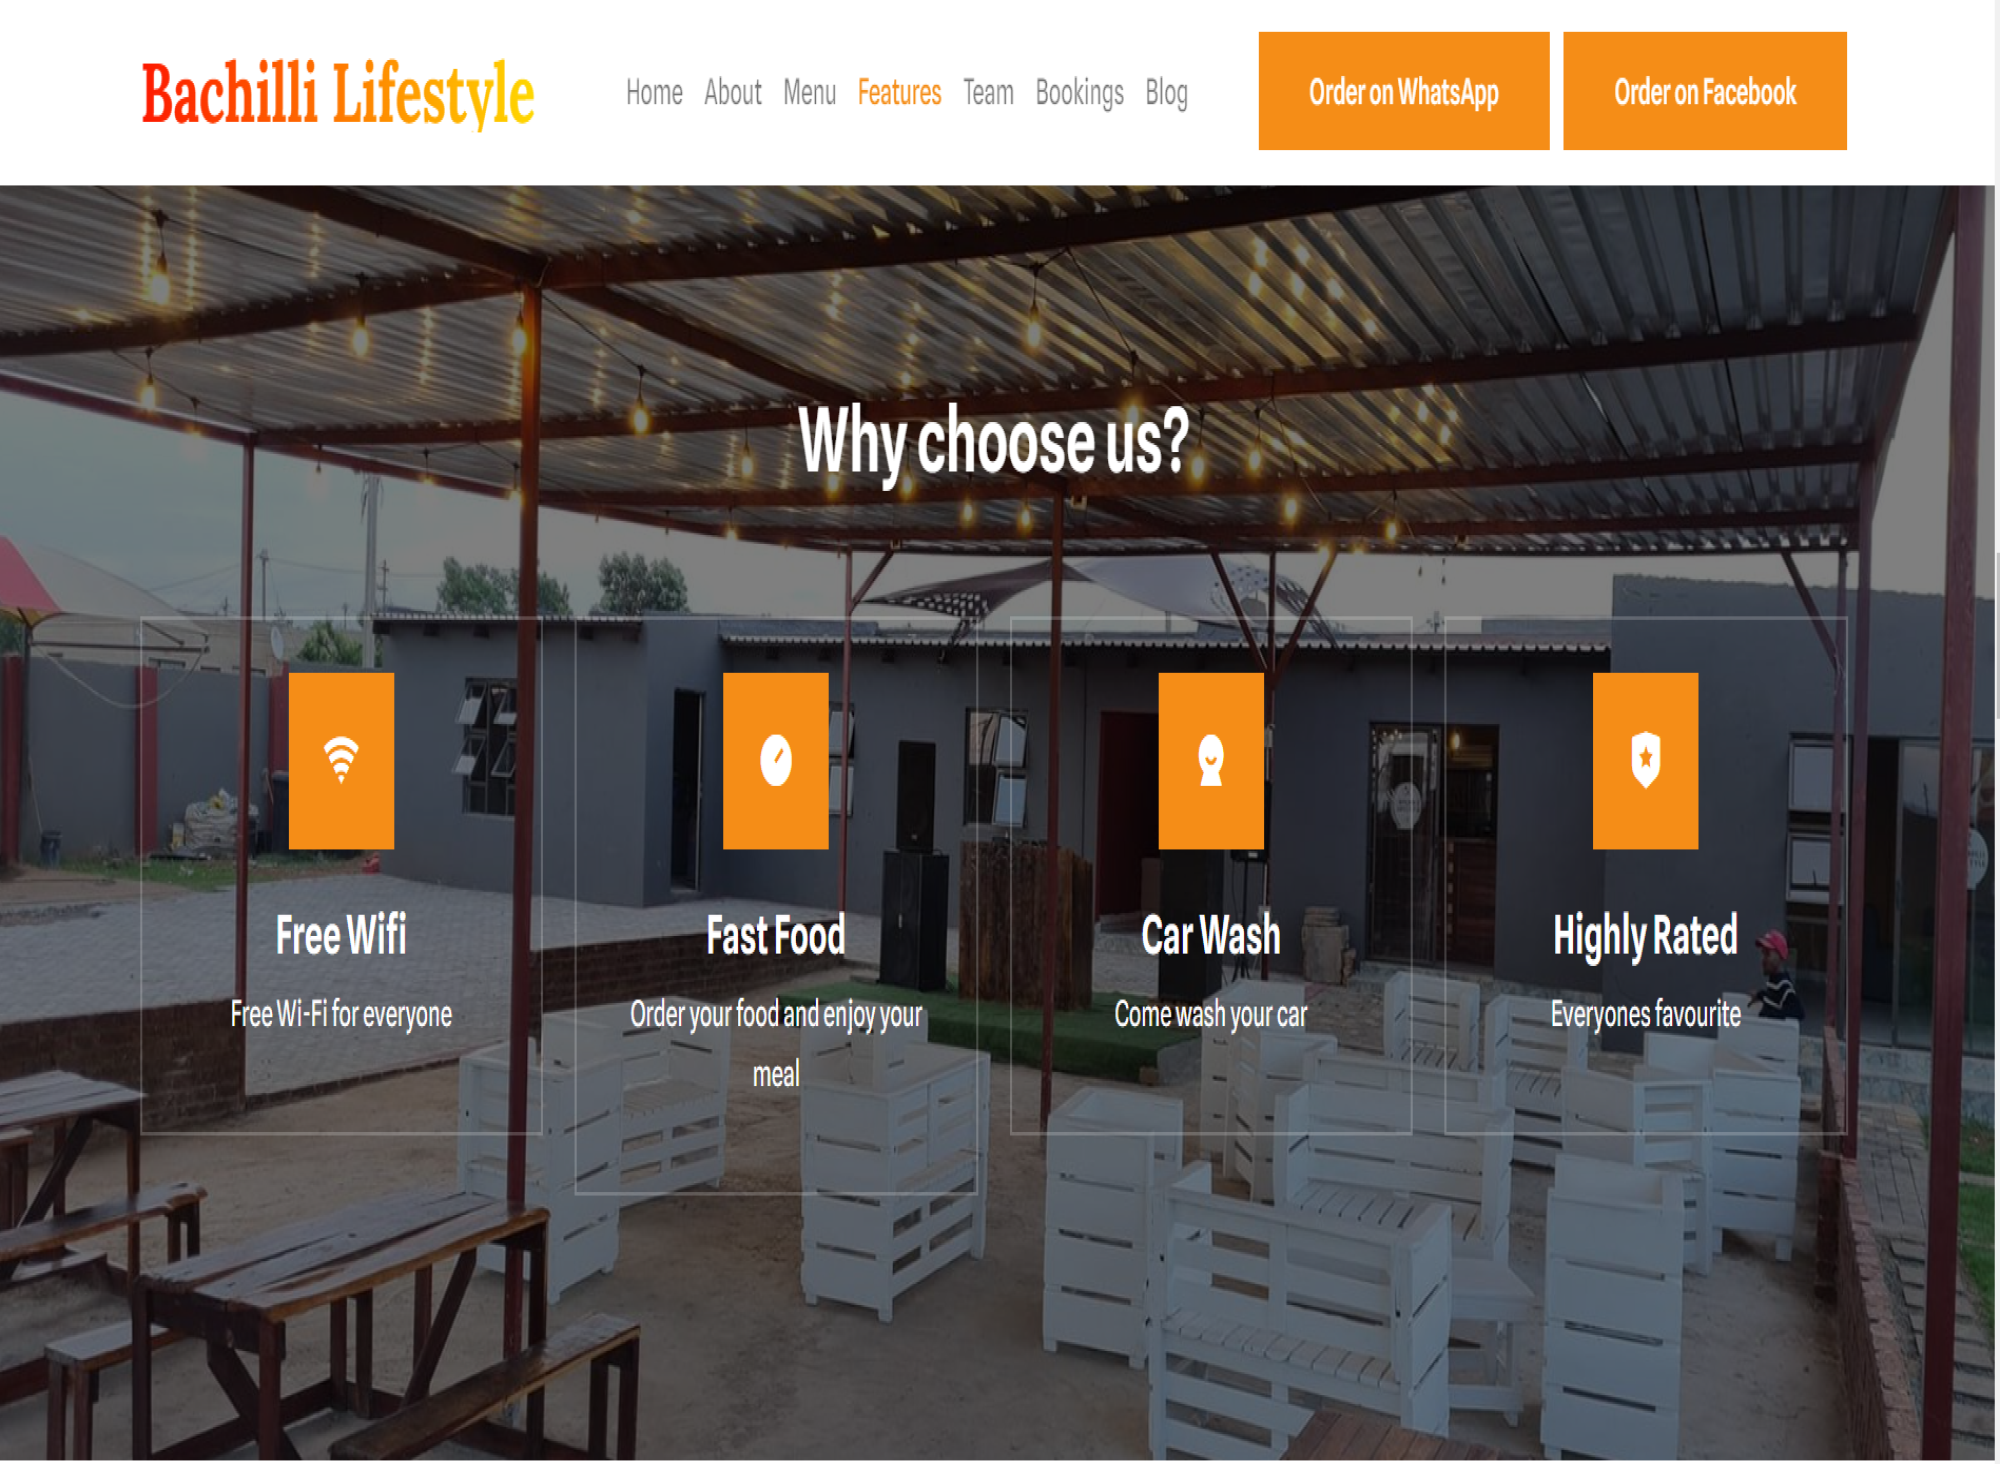 Bachilli Lifestyle
Home About Menu Features Team Bookings Blog
Order on WhatsApp
Order on Facebook
Why choose us?
Free Wifi
Free Wi-Fi for everyone
Fast Food
Order your food and enjoy your
meal
Car Wash
Come wash your car
Highly Rated
Everyones favourite